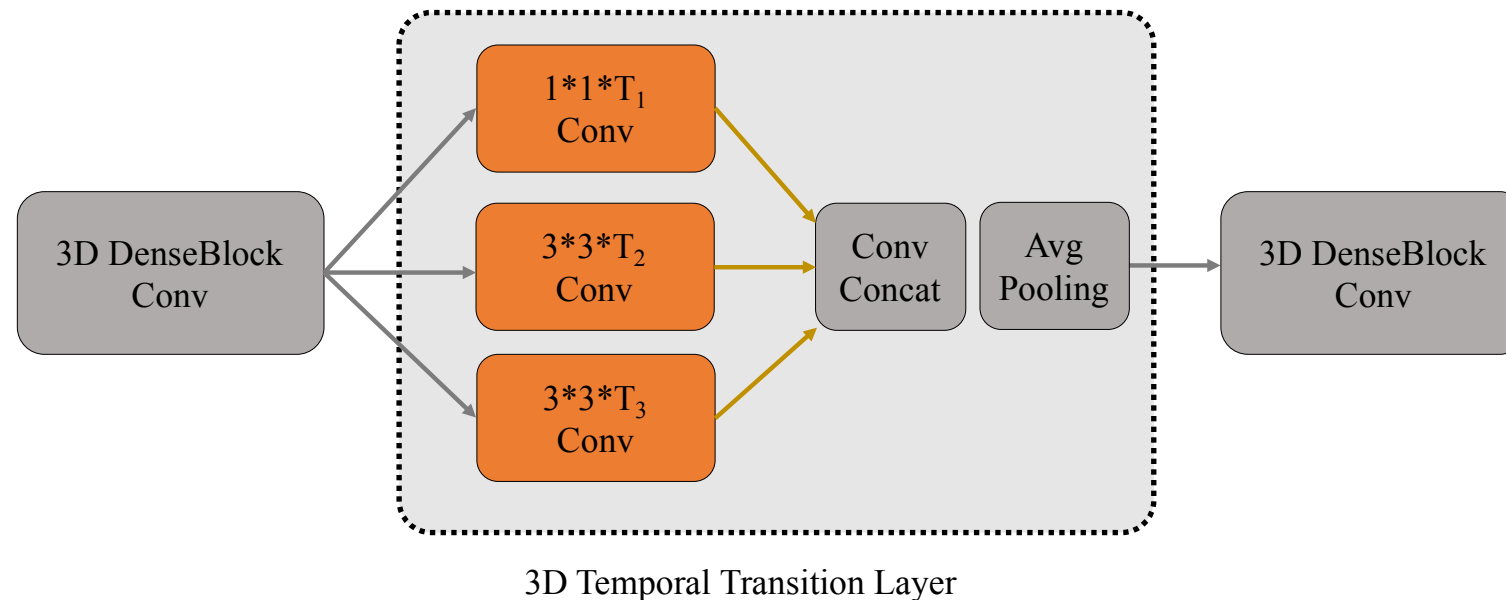 3D DenseBlock
Conv
1*1*T₁
Conv
3*3*T₂
Conv
3*3*T₃
Conv
Conv
Concat
Avg
Pooling
3D DenseBlock
Conv
3D Temporal Transition Layer